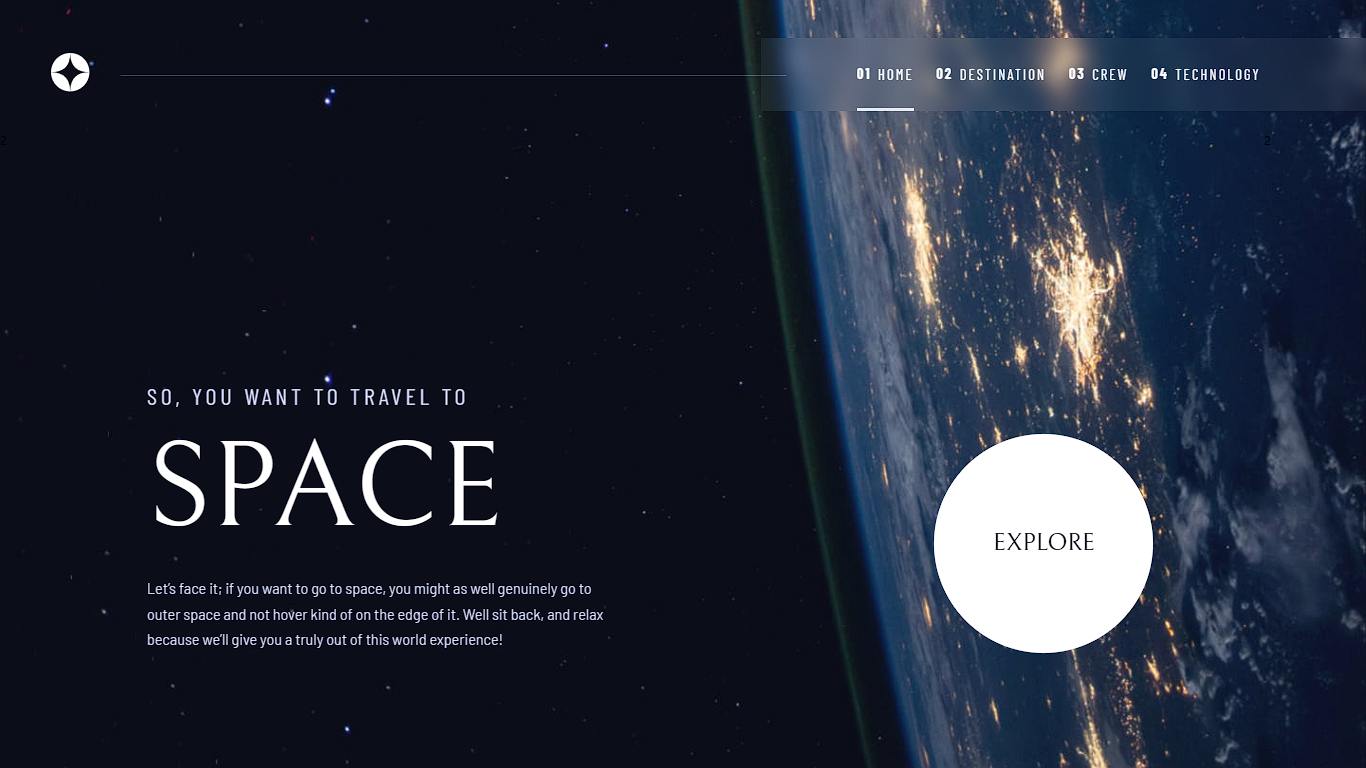 01 HOME 02 DESTINATION 03 CREW 04 TECHNOLOGY
2 2
SO, YOU WANT TO TRAVEL TO
SPACE
EXPLORE
Let's face it; if you want to go to space, you might as well genuinely go to
outer space and not hover kind of on the edge of it. Well sit back, and relax
because we'll give you a truly out of this world experience!